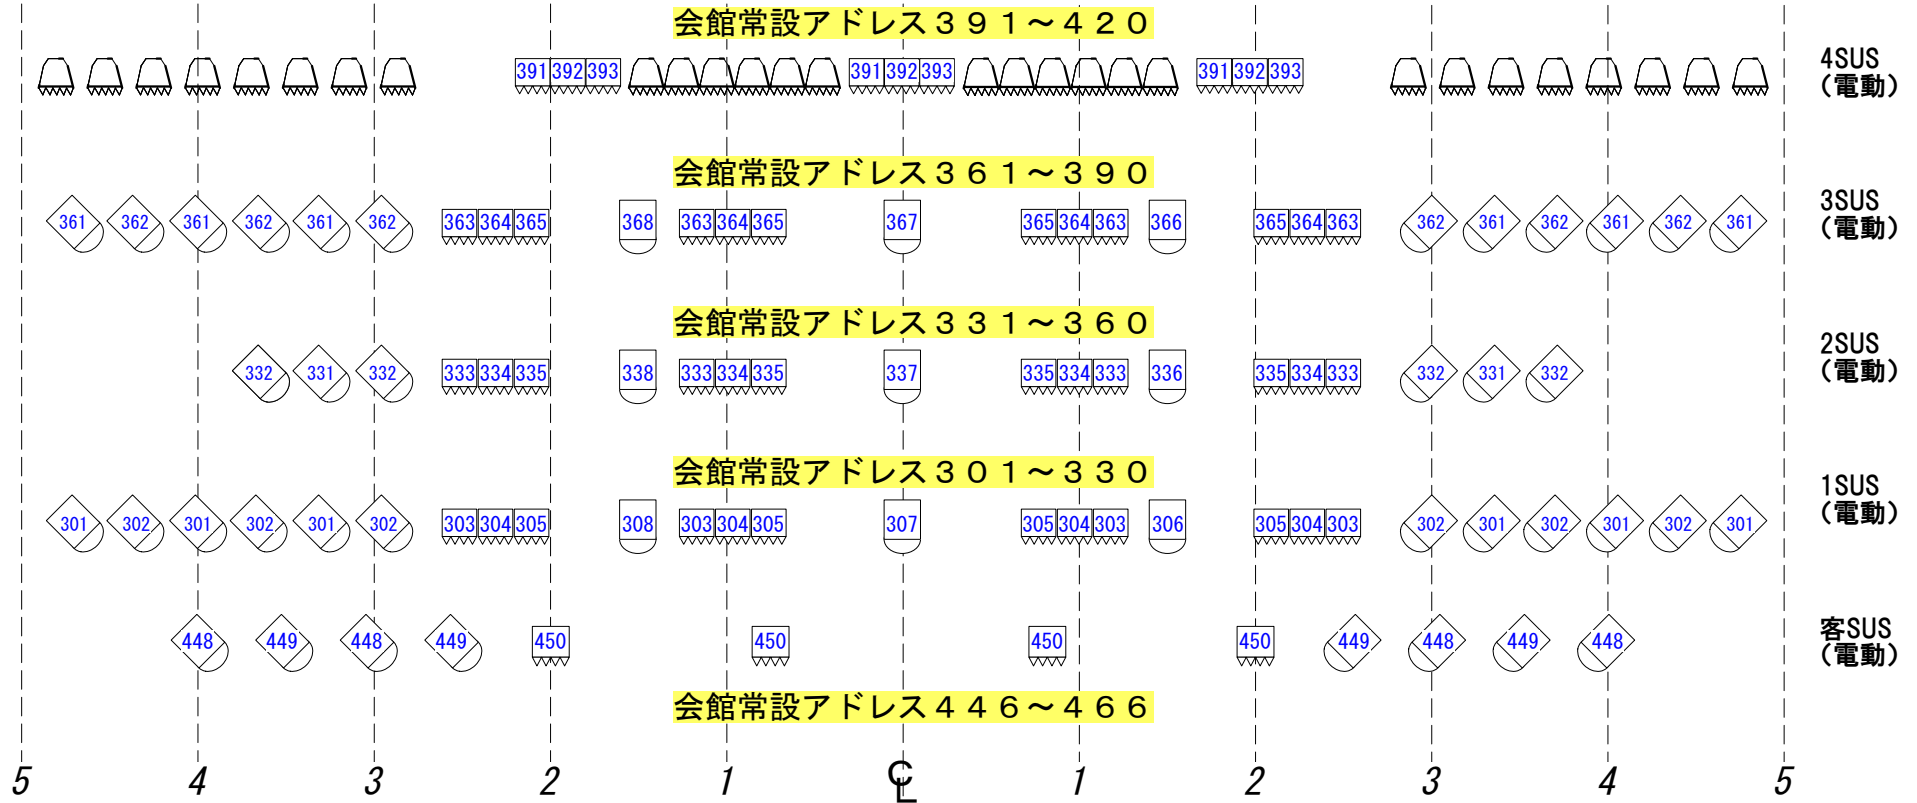 会館常設アドレス３９１～４２０
391 392 393 391 392 393 391 392 393
4SUS
（電動）
会館常設アドレス３６１～３９０
361 362 361 362 361 362 363 364 365 368 363 364 365 367 365 364 363 366 365 364 363 362 361 362 361 362 361
3SUS
（電動）
会館常設アドレス３３１～３６０
332 331 332 333 334 335 338 333 334 335 337 335 334 333 336 335 334 333 332 331 332
2SUS
（電動）
会館常設アドレス３０１～３３０
301 302 301 302 301 302 303 304 305 308 303 304 305 307 305 304 303 306 305 304 303 302 301 302 301 302 301
1SUS
（電動）
448 449 448 449 450 450 450 450 449 448 449 448
客SUS
（電動）
会館常設アドレス４４６～４６６
5 4 3 2 1 ℄ 1 2 3 4 5